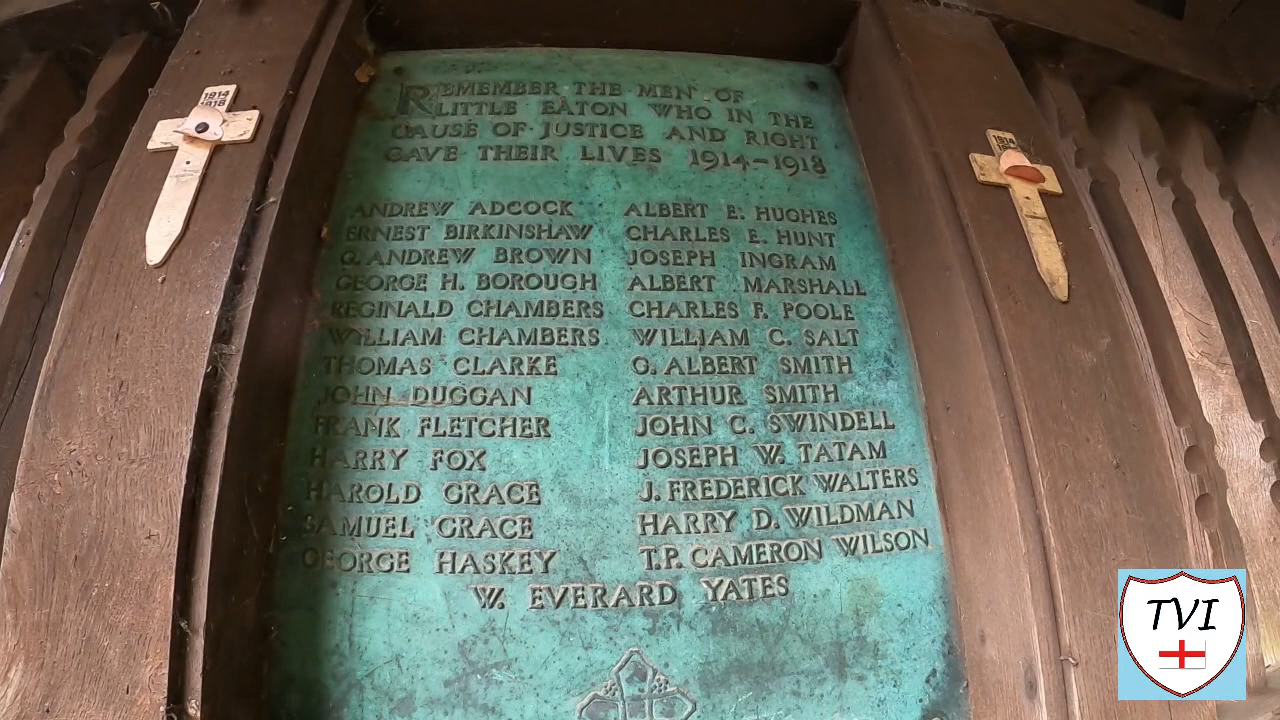 REMEMBER THE MEN OF
LITTLE EATON WHO IN THE
CAUSE OF JUSTICE AND RIGHT
GAVE THEIR LIVES 1914-1918
ANDREW ADCOCK
ERNEST BIRKINSHAW
G. ANDREW BROWN
GEORGE H. BOROUGH
REGINALD CHAMBERS
WILLIAM CHAMBERS
THOMAS CLARKE
JOHN DUGGAN
FRANK FLETCHER
HARRY FOX
HAROLD GRACE
SAMUEL GRACE
GEORGE HASKEY
ALBERT E. HUGHES
CHARLES E. HUNT
JOSEPH INGRAM
ALBERT MARSHALL
CHARLES F. POOLE
WILLIAM C. SALT
G. ALBERT SMITH
ARTHUR SMITH
JOHN C. SWINDELL
JOSEPH W. TATAM
J. FREDERICK WALTERS
HARRY D. WILDMAN
T.P. CAMERON WILSON
W. EVERARD YATES
1914
1918
1914
TVI